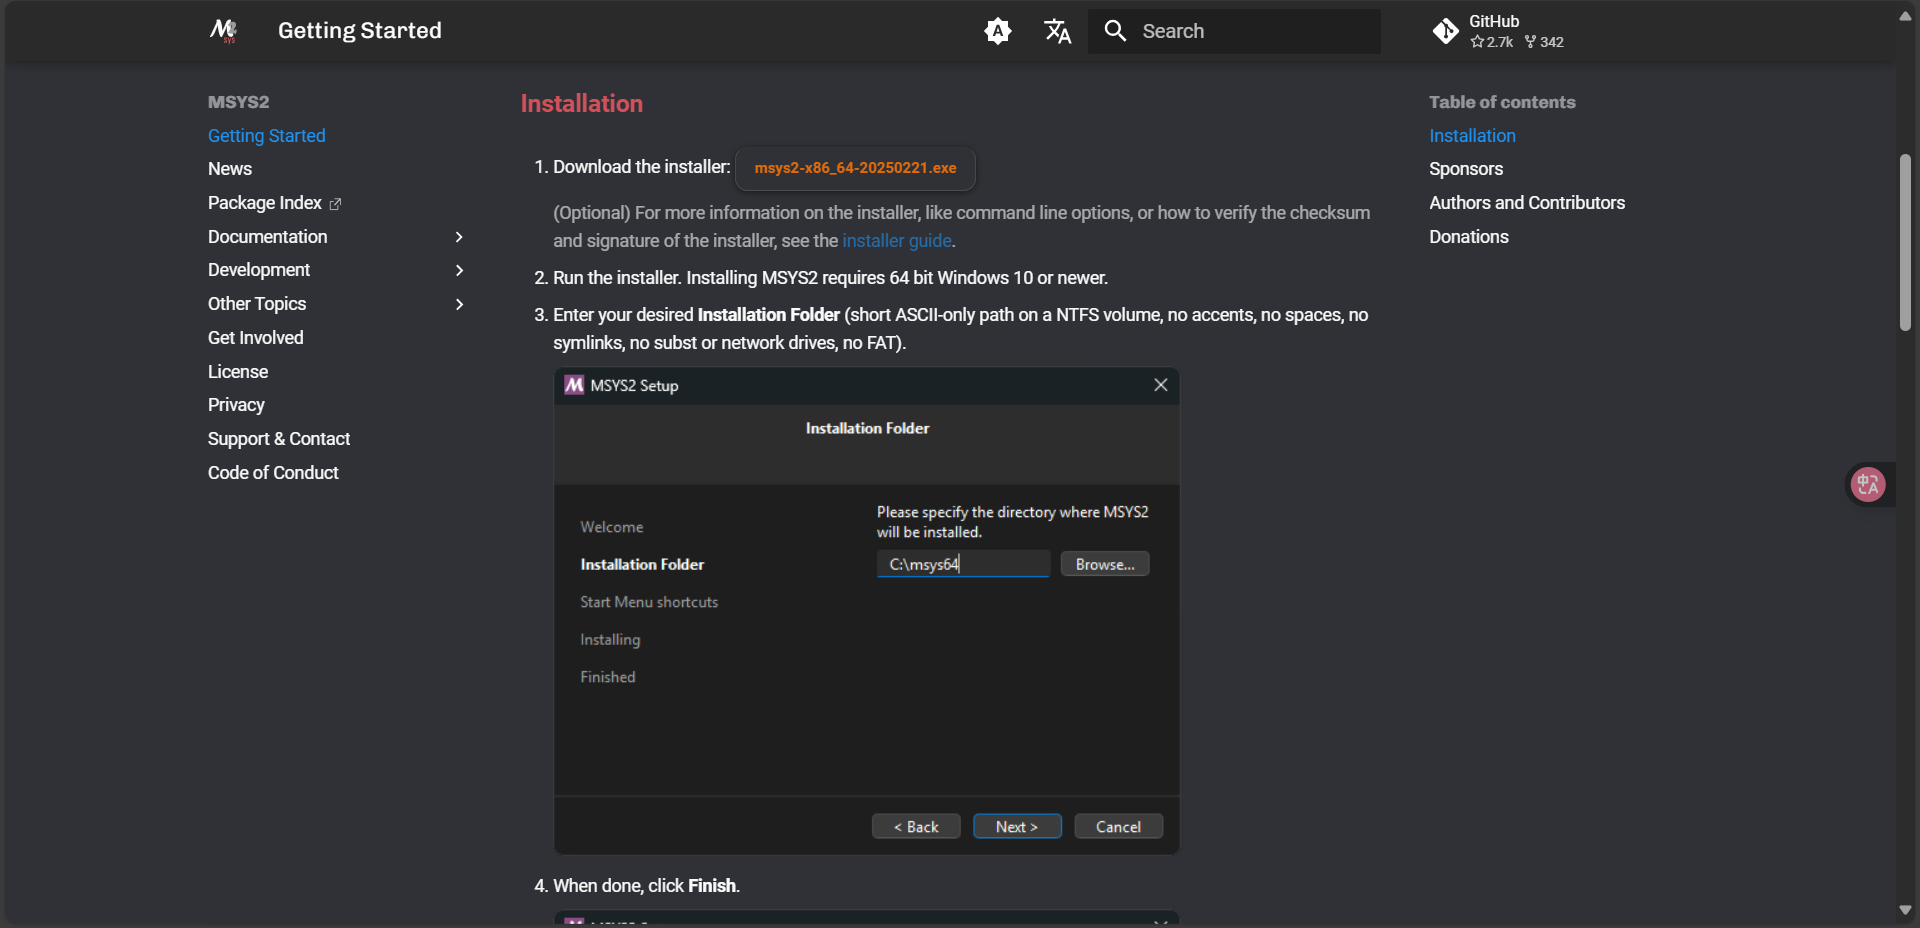 Getting Started
Search
GitHub
2.7k 342
MSYS2
Getting Started
News
Package Index
Documentation
Development
Other Topics
Get Involved
License
Privacy
Support & Contact
Code of Conduct
Installation
1. Download the installer: msys2-x86_64-20250221.exe
(Optional) For more information on the installer, like command line options, or how to verify the checksum
and signature of the installer, see the installer guide.
2. Run the installer. Installing MSYS2 requires 64 bit Windows 10 or newer.
3. Enter your desired Installation Folder (short ASCII-only path on a NTFS volume, no accents, no spaces, no
symlinks, no subst or network drives, no FAT).
MSYS2 Setup
Installation Folder
Welcome
Installation Folder
Start Menu shortcuts
Installing
Finished
Please specify the directory where MSYS2
will be installed.
C:\msys64
Browse...
< Back
Next >
Cancel
4. When done, click Finish.
Table of contents
Installation
Sponsors
Authors and Contributors
Donations